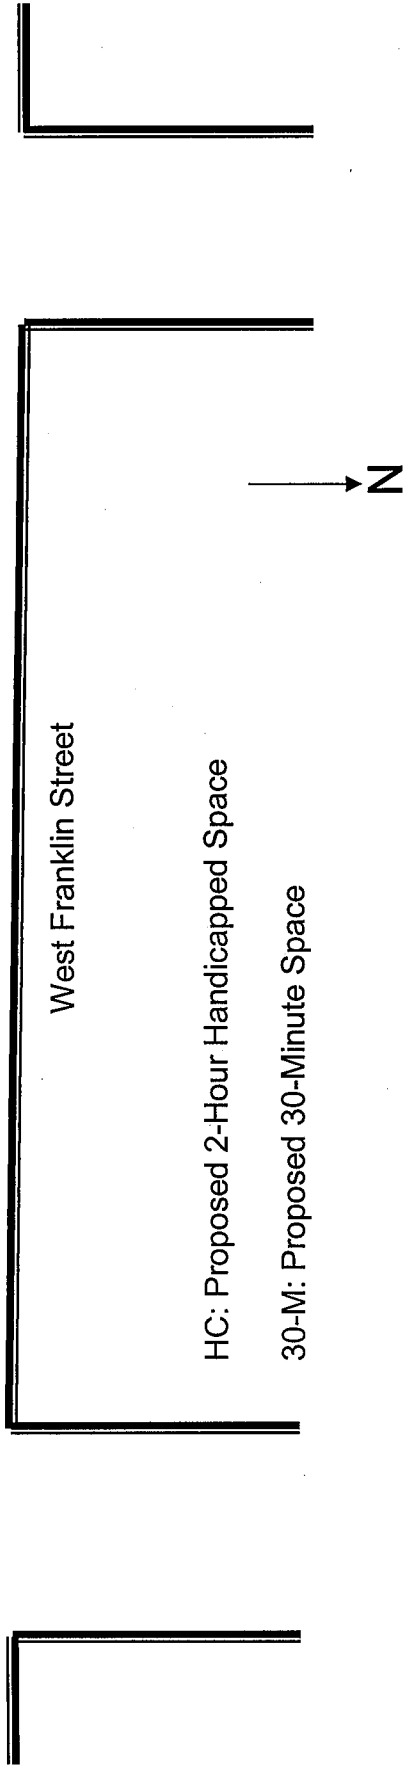 West Franklin Street
HC: Proposed 2-Hour Handicapped Space
30-M: Proposed 30-Minute Space
N